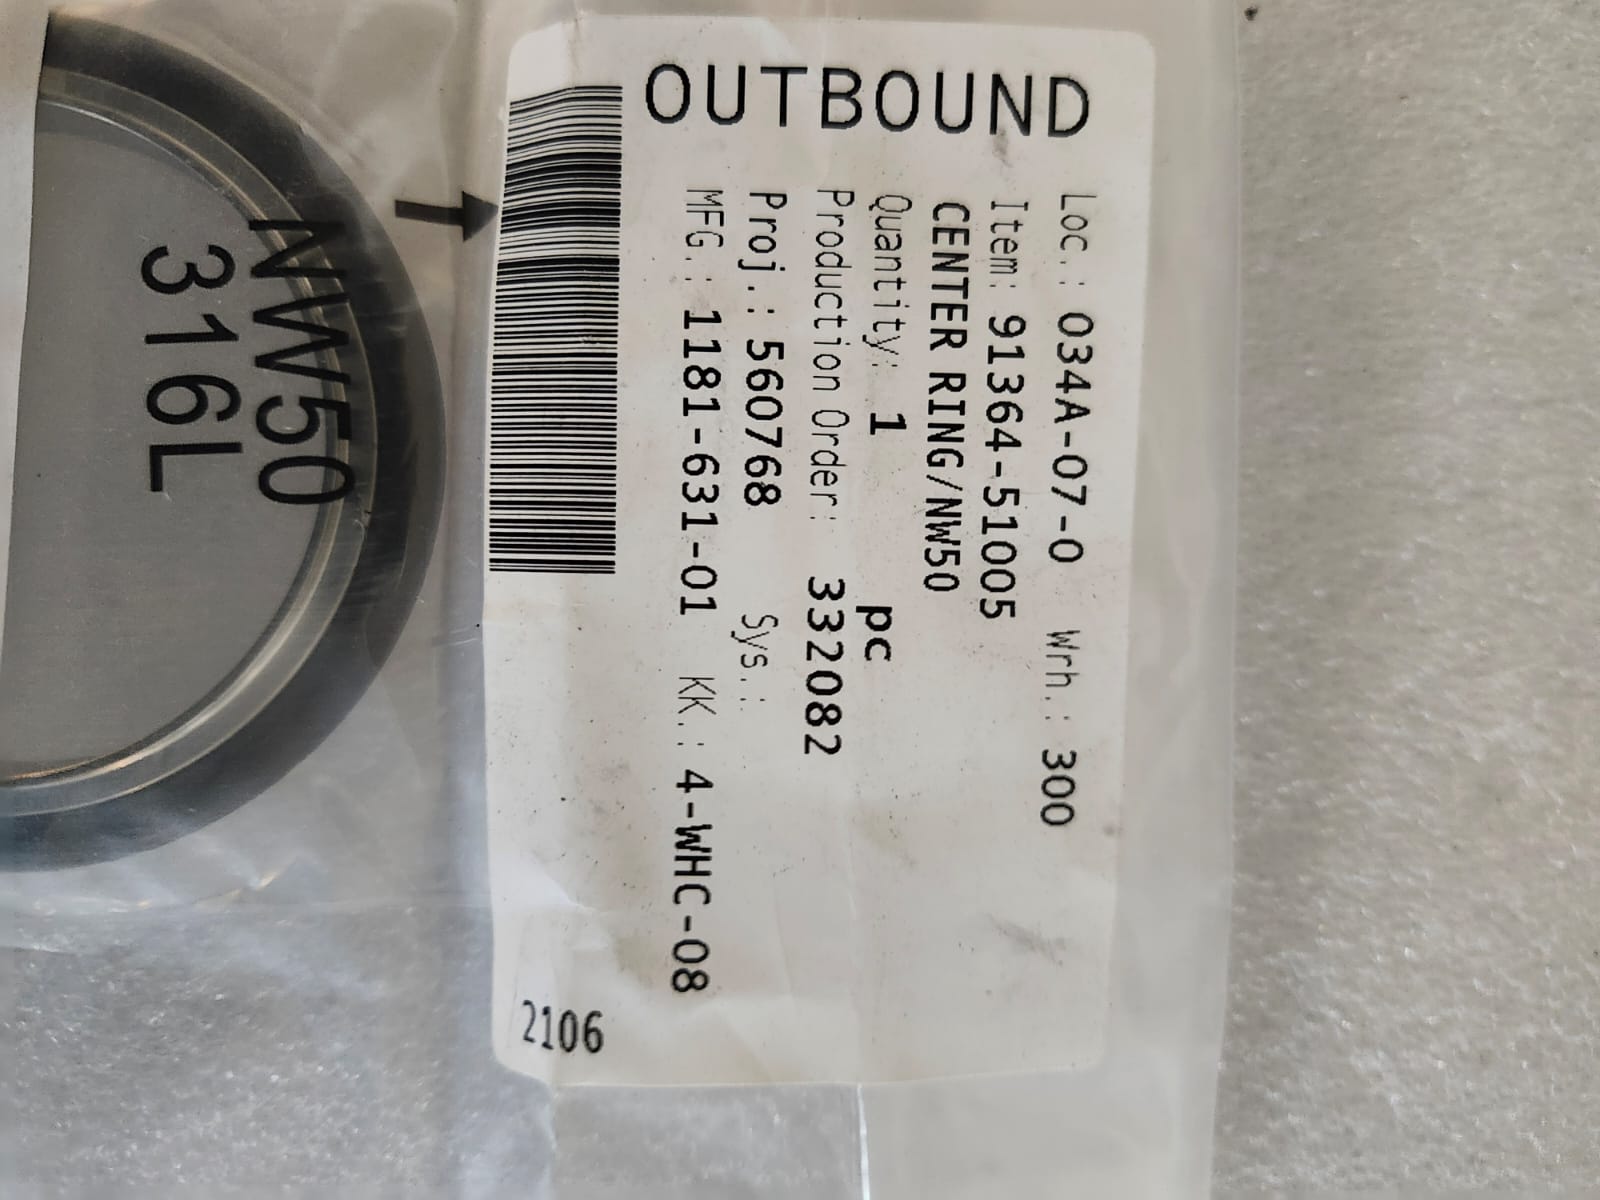 OUTBOUND
Loc.: 034A-07-0 Wrh.: 300
Item: 91364-51005
CENTER RING/NW50
Quantity: 1 pc
Production Order: 332082
Proj.: 560768 Sys.:
MFG.: 1181-631-01 KK.: 4-WHC-08
2106
NW50
316L